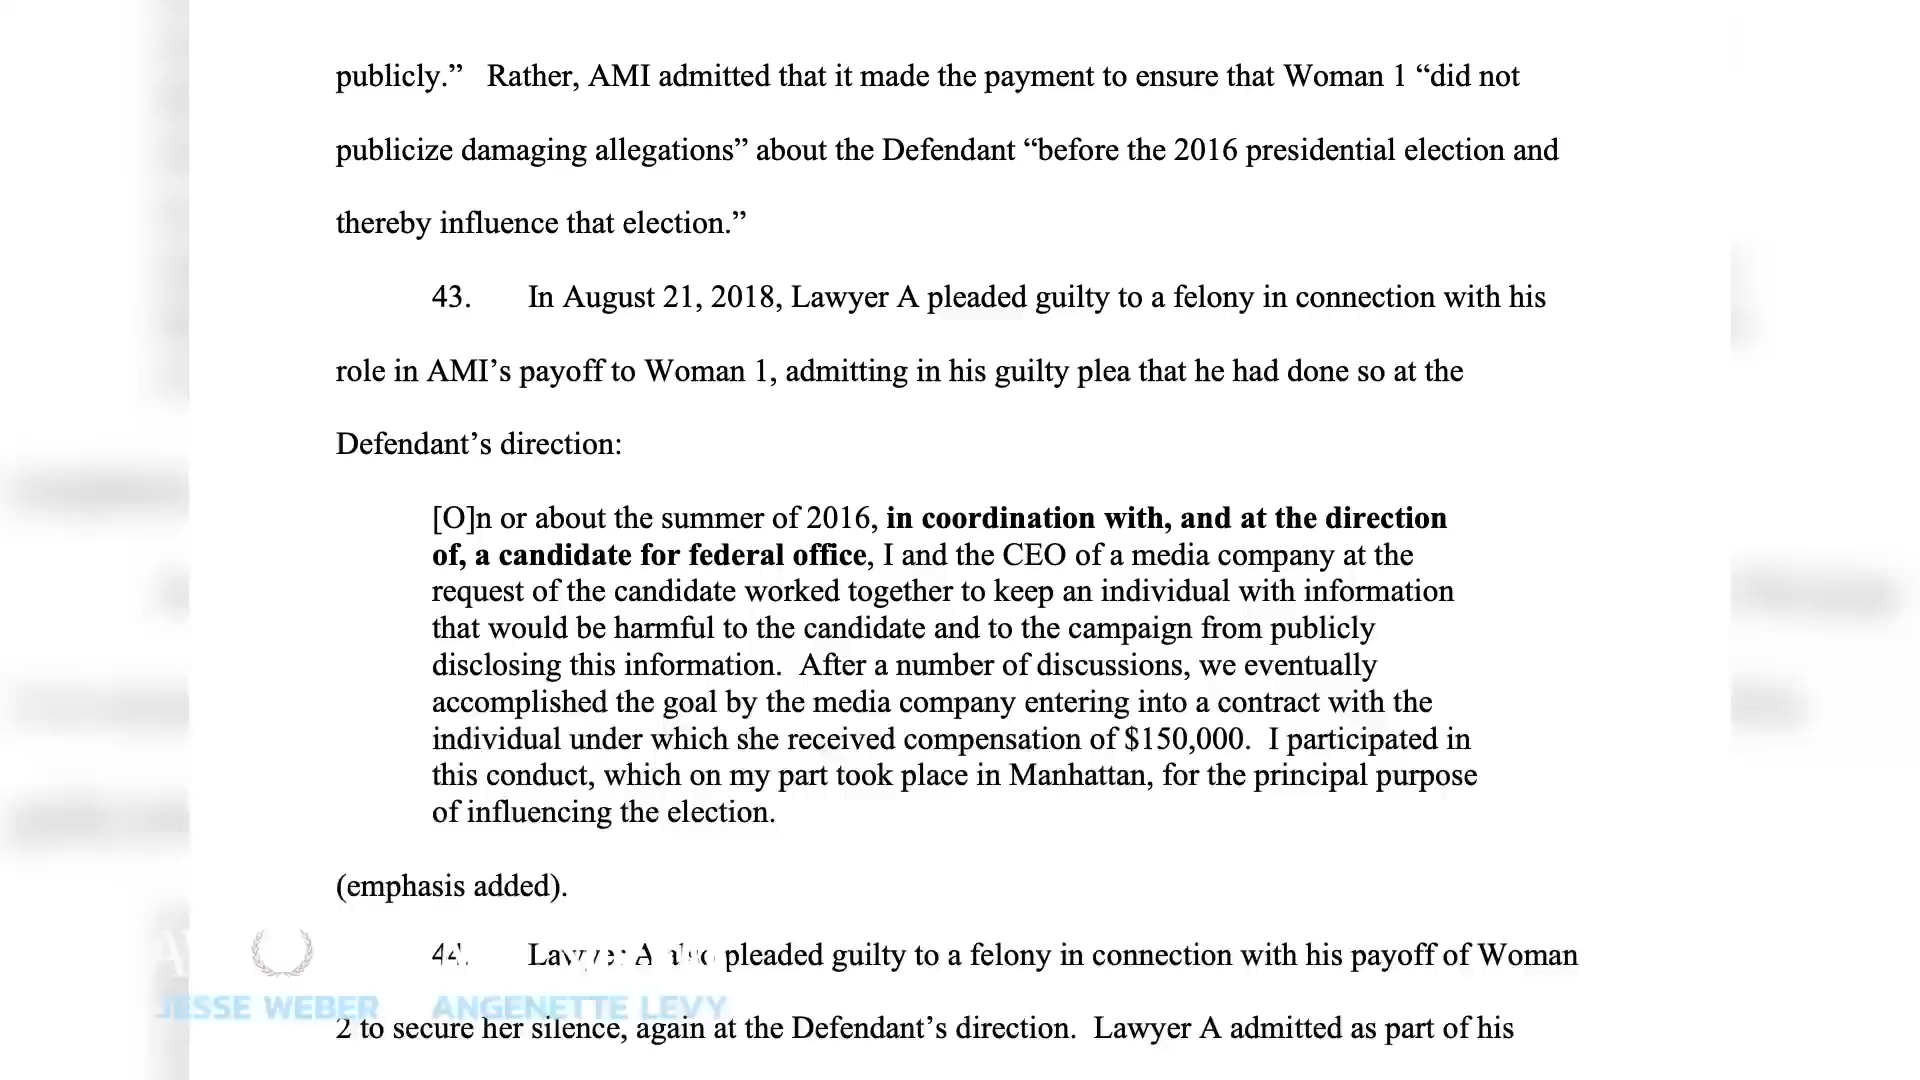 publicly.” Rather, AMI admitted that it made the payment to ensure that Woman 1 “did not
publicize damaging allegations” about the Defendant “before the 2016 presidential election and
thereby influence that election.”
43. In August 21, 2018, Lawyer A pleaded guilty to a felony in connection with his
role in AMI’s payoff to Woman 1, admitting in his guilty plea that he had done so at the
Defendant’s direction:
[O]n or about the summer of 2016, in coordination with, and at the direction
of, a candidate for federal office, I and the CEO of a media company at the
request of the candidate worked together to keep an individual with information
that would be harmful to the candidate and to the campaign from publicly
disclosing this information. After a number of discussions, we eventually
accomplished the goal by the media company entering into a contract with the
individual under which she received compensation of $150,000. I participated in
this conduct, which on my part took place in Manhattan, for the principal purpose
of influencing the election.
(emphasis added).
44. Lawyer A also pleaded guilty to a felony in connection with his payoff of Woman
JESSE WEBER ANGENETTE LEVY
2 to secure her silence, again at the Defendant’s direction. Lawyer A admitted as part of his